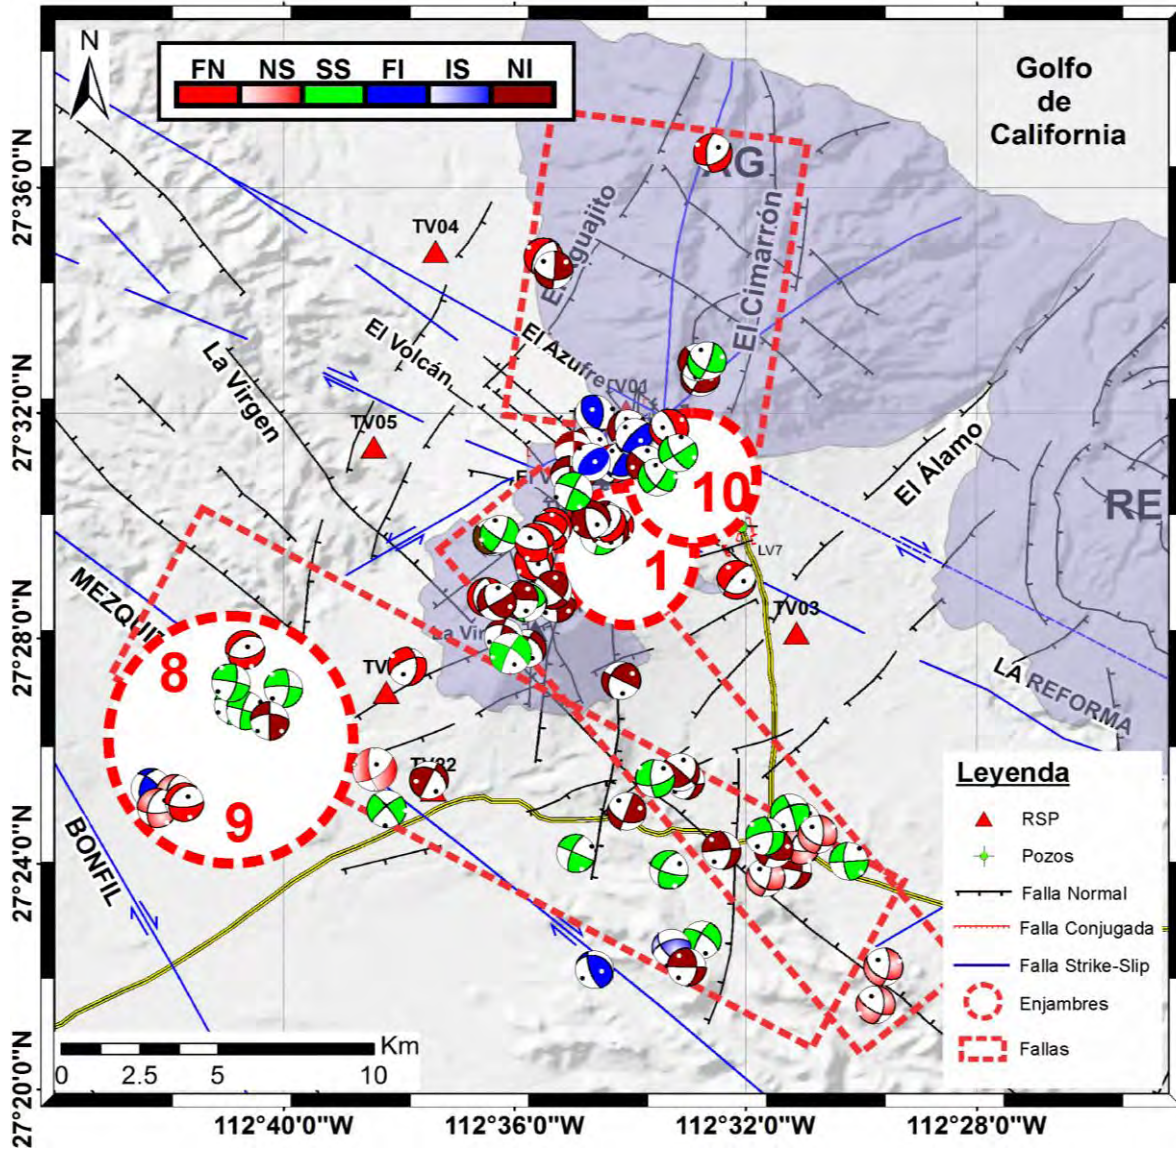 N
FN NS SS FI IS NI
Golfo
de
California
27°36'0"N
27°32'0"N
27°28'0"N
27°24'0"N
27°20'0"N
AG
TV04
El Cimarrón
El Volcán
El Azufre
La Virgen
TV05
El Álamo
RE
10
1
LV7
TV03
8
9
LA REFORMA
BONFIL
Leyenda
RSP
Pozos
Falla Normal
Falla Conjugada
Falla Strike-Slip
Enjambres
Fallas
Km
0 2.5 5 10
112°40'0"W 112°36'0"W 112°32'0"W 112°28'0"W